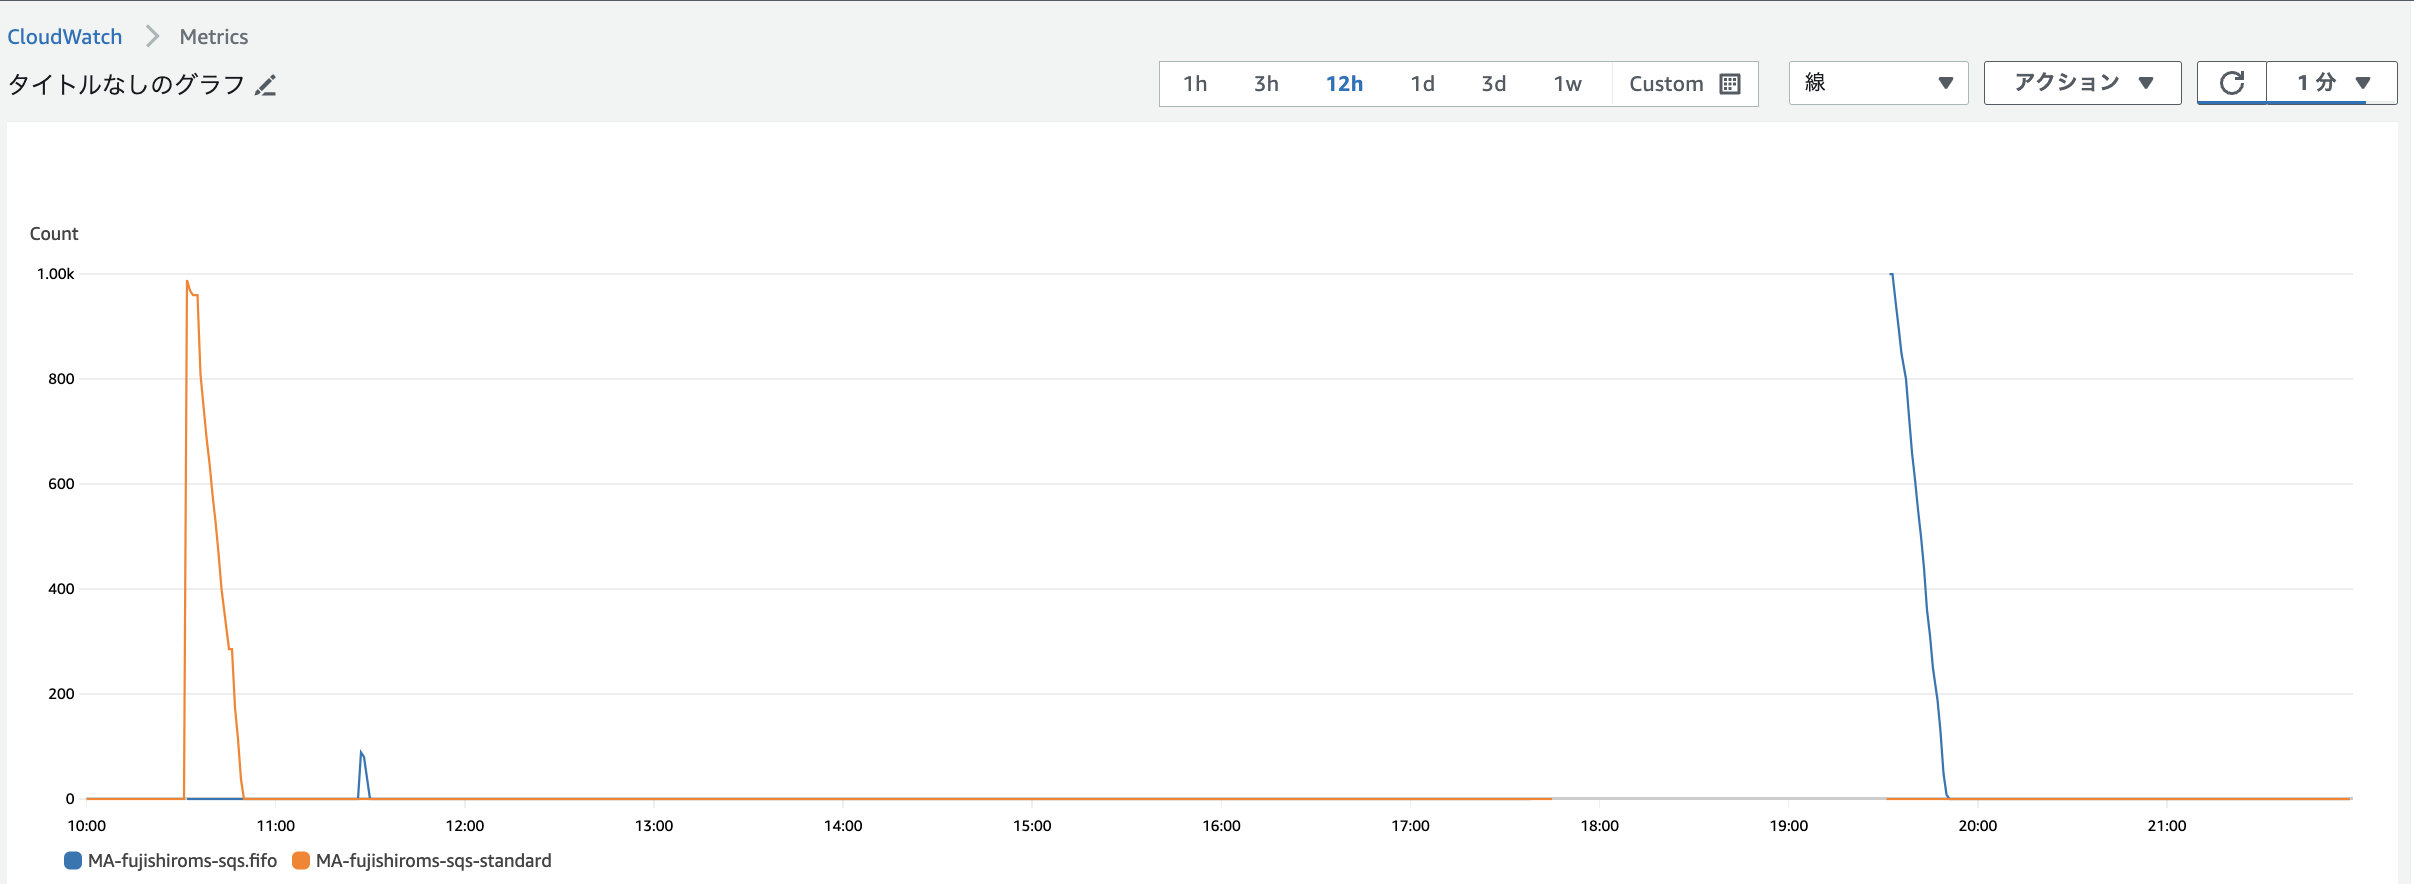 CloudWatch Metrics
タイトルなしのグラフ
1h 3h 12h 1d 3d 1w Custom 線 アクション 1 分
Count
1.00k
800
600
400
200
0
10:00 11:00 12:00 13:00 14:00 15:00 16:00 17:00 18:00 19:00 20:00 21:00
MA-fujishiroms-sqs.fifo MA-fujishiroms-sqs-standard